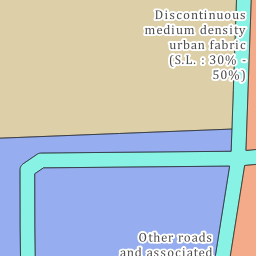 Discontinuous
medium density
urban fabric
(S.L. : 30% -
50%)
Other roads
and associated